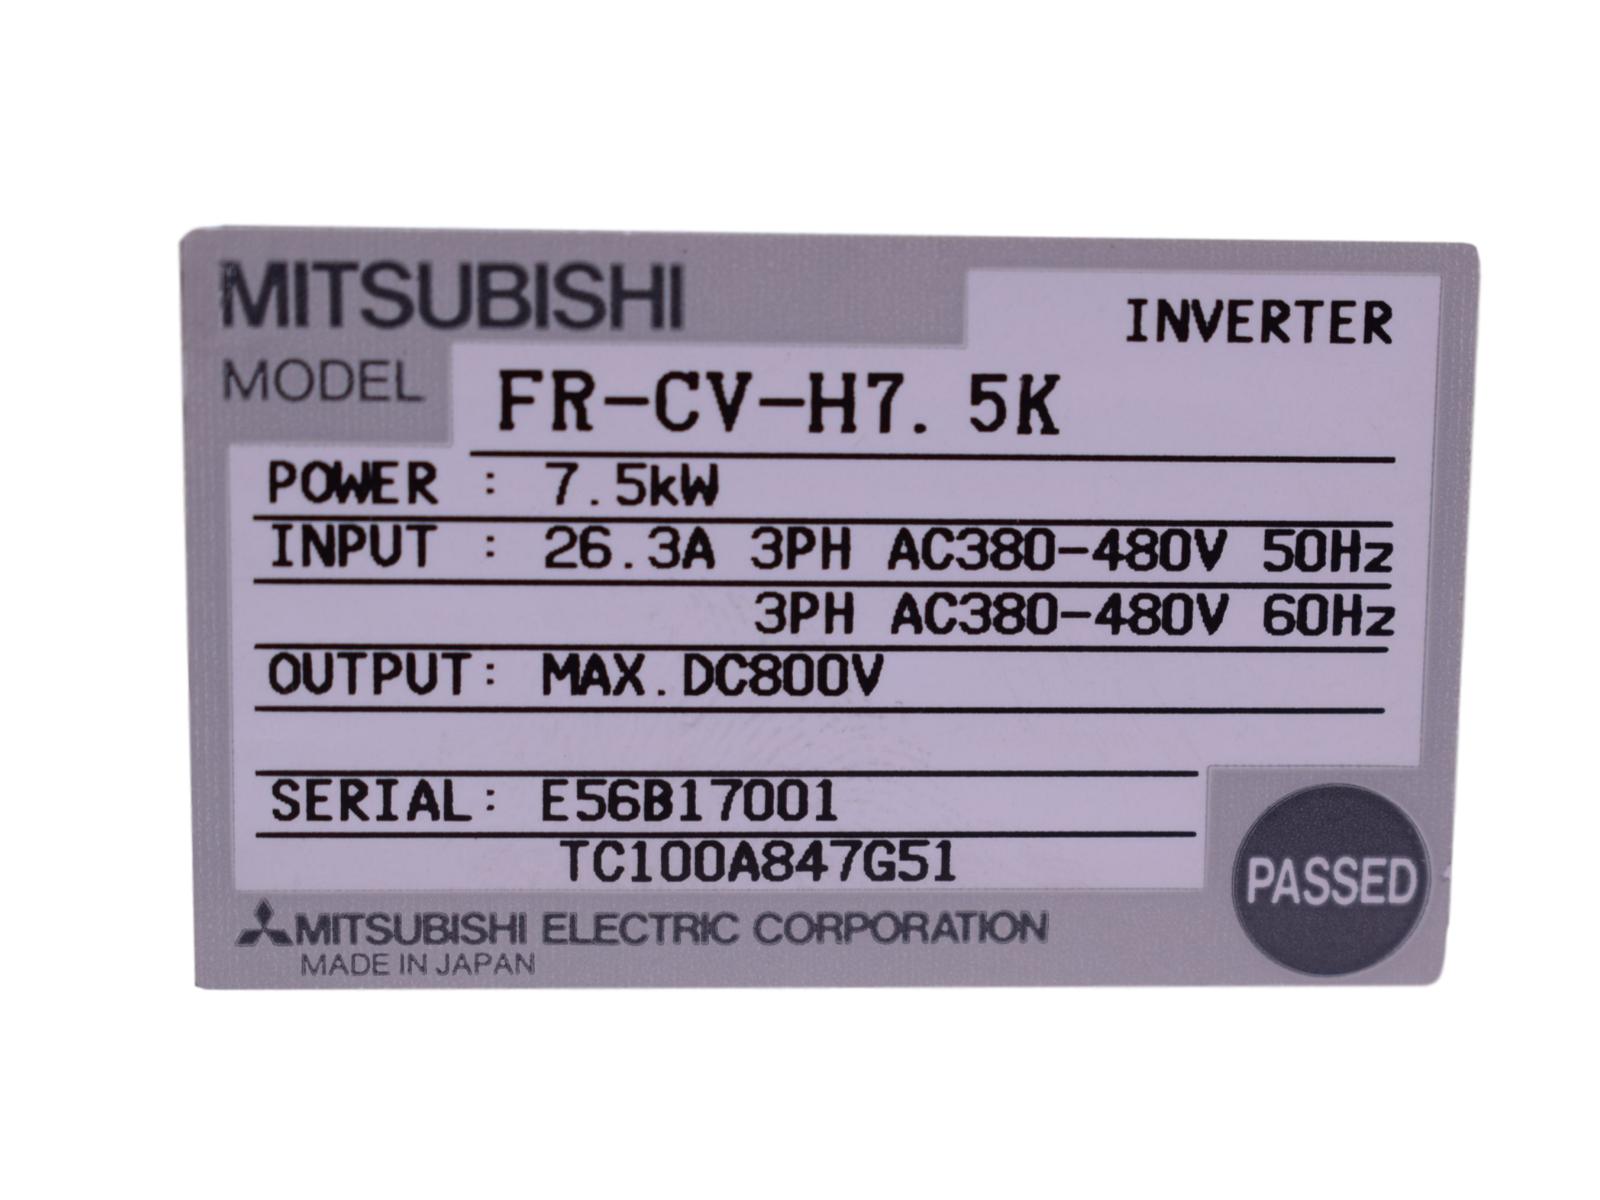 MITSUBISHI
INVERTER
MODEL FR-CV-H7.5K
POWER : 7.5kW
INPUT : 26.3A 3PH AC380-480V 50Hz
3PH AC380-480V 60Hz
OUTPUT: MAX.DC800V
SERIAL: E56B17001
TC100A847G51
PASSED
MITSUBISHI ELECTRIC CORPORATION
MADE IN JAPAN